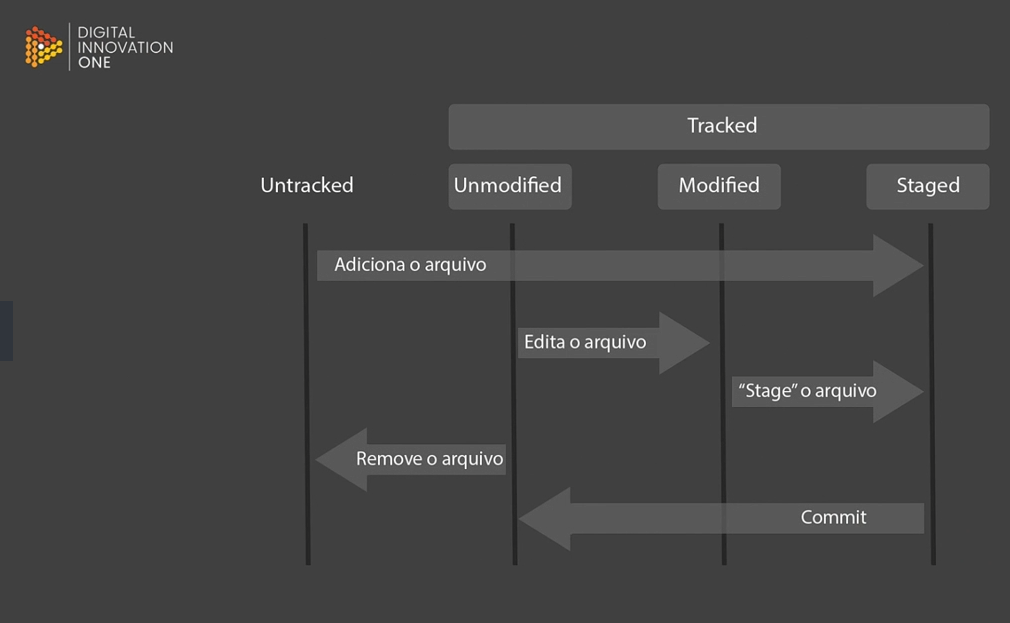 DIGITAL
INNOVATION
ONE
Tracked
Untracked
Unmodified
Modified
Staged
Adiciona o arquivo
Edita o arquivo
“Stage” o arquivo
Remove o arquivo
Commit